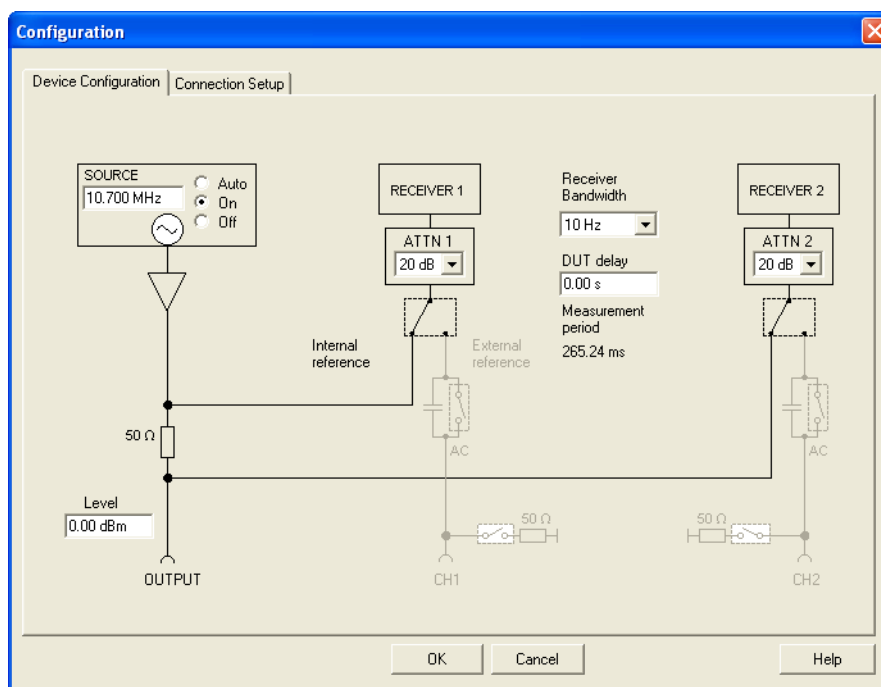 Configuration
Device Configuration
Connection Setup
SOURCE
10.700 MHz
Auto
On
Off
RECEIVER 1
ATTN 1
20 dB
Receiver
Bandwidth
10 Hz
DUT delay
0.00 s
Measurement
period
265.24 ms
RECEIVER 2
ATTN 2
20 dB
Internal
reference
External
reference
50 Ω
AC
AC
Level
0.00 dBm
50 Ω
50 Ω
OUTPUT
CH1
CH2
OK
Cancel
Help